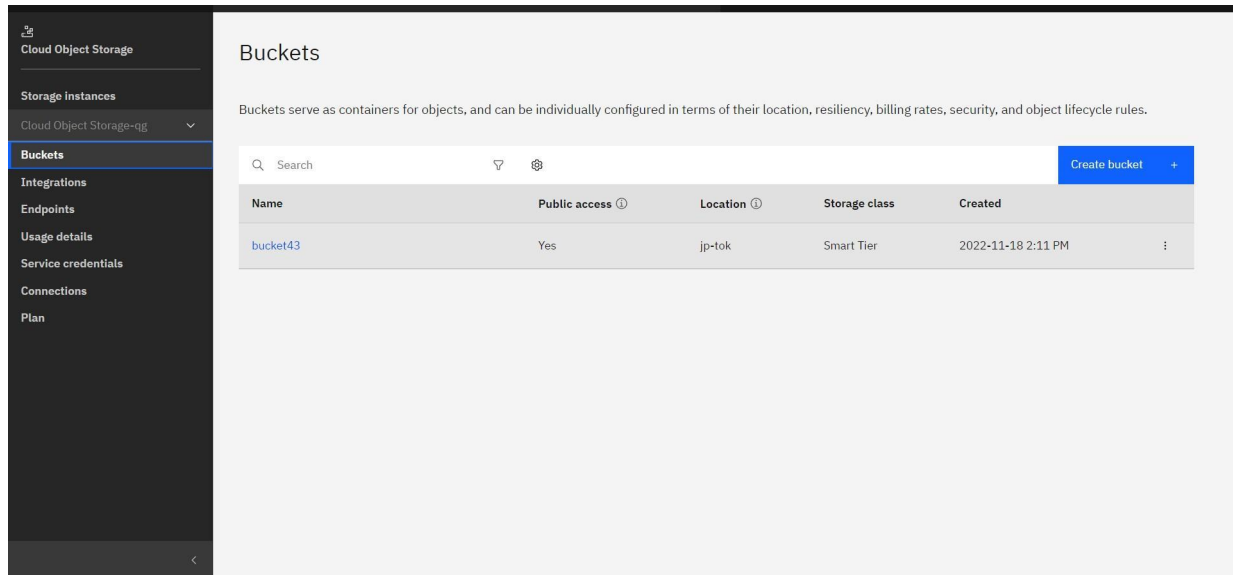 Cloud Object Storage
Storage instances
Cloud Object Storage-qg
Buckets
Integrations
Endpoints
Usage details
Service credentials
Connections
Plan
Buckets
Buckets serve as containers for objects, and can be individually configured in terms of their location, resiliency, billing rates, security, and object lifecycle rules.
Search
Create bucket +
Name Public access Location Storage class Created
bucket43 Yes jp-tok Smart Tier 2022-11-18 2:11 PM